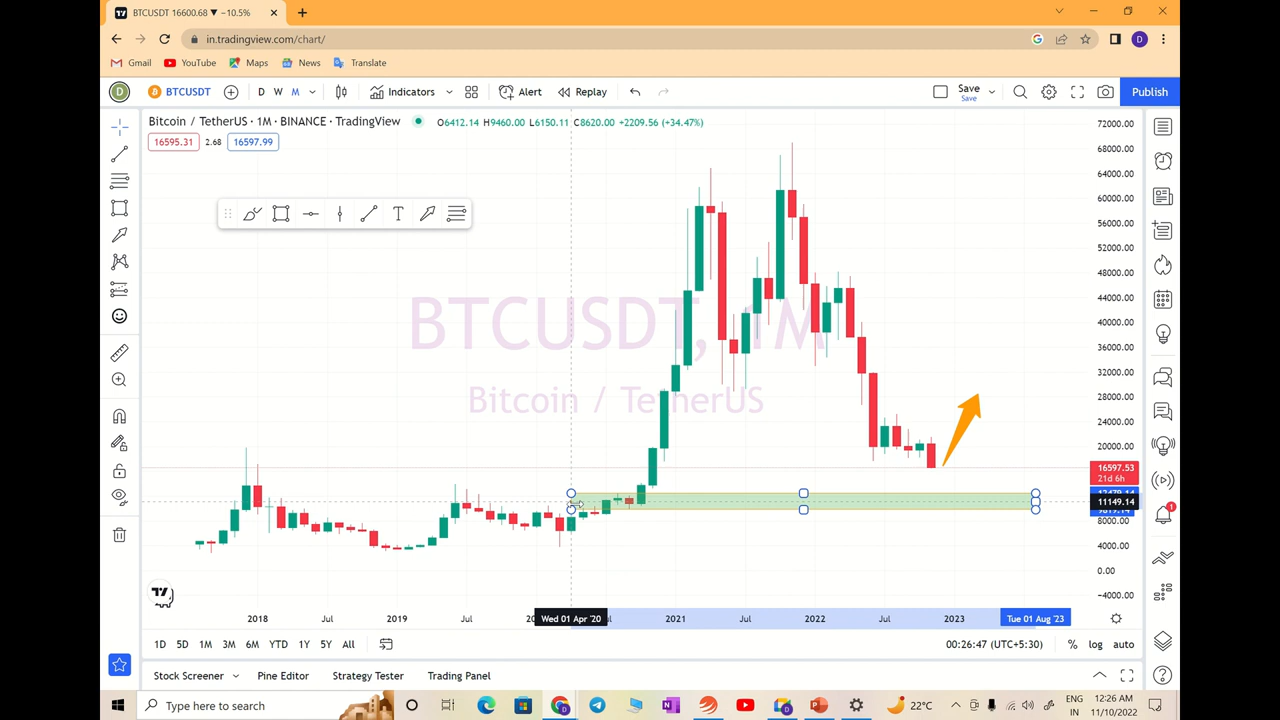 BTCUSDT 16600.68 ▼ −10.5%
in.tradingview.com/chart/
D
Gmail YouTube Maps News Translate
D BTCUSDT D W M Indicators Alert Replay Save Save Publish
Bitcoin / TetherUS · 1M · BINANCE · TradingView O6412.14 H9460.00 L6150.11 C8620.00 +2209.56 (+34.47%)
16595.31 2.68 16597.99
T
BTCUSDT, 1M
Bitcoin / TetherUS
72000.00
68000.00
64000.00
60000.00
56000.00
52000.00
48000.00
44000.00
40000.00
36000.00
32000.00
28000.00
24000.00
20000.00
16597.53
21d 6h
11149.14
8000.00
4000.00
0.00
−4000.00
2018 Jul 2019 Jul Wed 01 Apr '20 2021 Jul 2022 Jul 2023 Tue 01 Aug '23
1D 5D 1M 3M 6M YTD 1Y 5Y All 00:26:47 (UTC+5:30) % log auto
Stock Screener Pine Editor Strategy Tester Trading Panel
Type here to search 22°C ENG IN 12:26 AM 11/10/2022